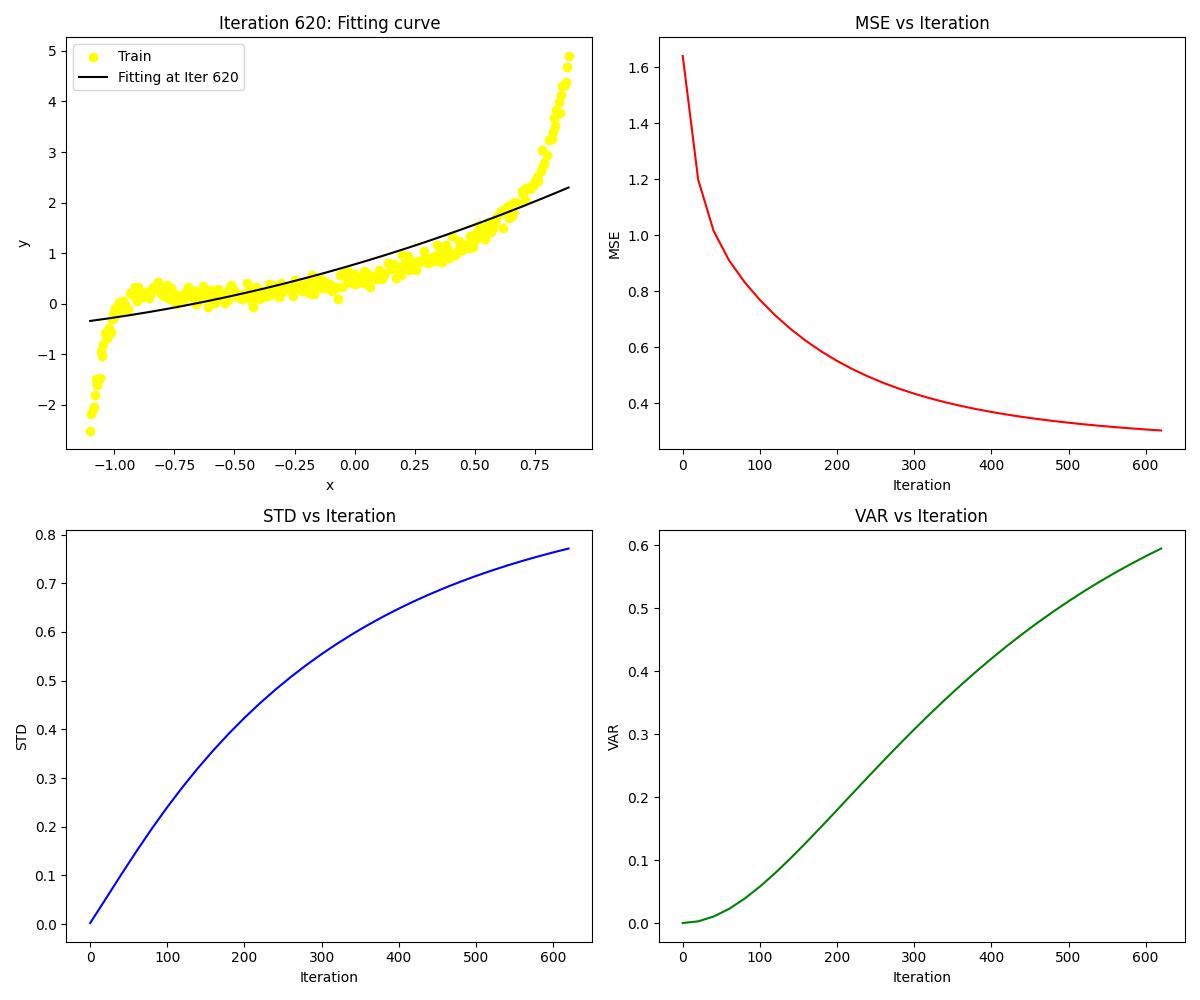 Iteration 620: Fitting curve
Train
Fitting at Iter 620
5
4
3
2
1
0
−1
−2
y
−1.00 −0.75 −0.50 −0.25 0.00 0.25 0.50 0.75
x
MSE vs Iteration
1.6
1.4
1.2
1.0
0.8
0.6
0.4
MSE
0 100 200 300 400 500 600
Iteration
STD vs Iteration
0.8
0.7
0.6
0.5
0.4
0.3
0.2
0.1
0.0
STD
0 100 200 300 400 500 600
Iteration
VAR vs Iteration
0.6
0.5
0.4
0.3
0.2
0.1
0.0
VAR
0 100 200 300 400 500 600
Iteration